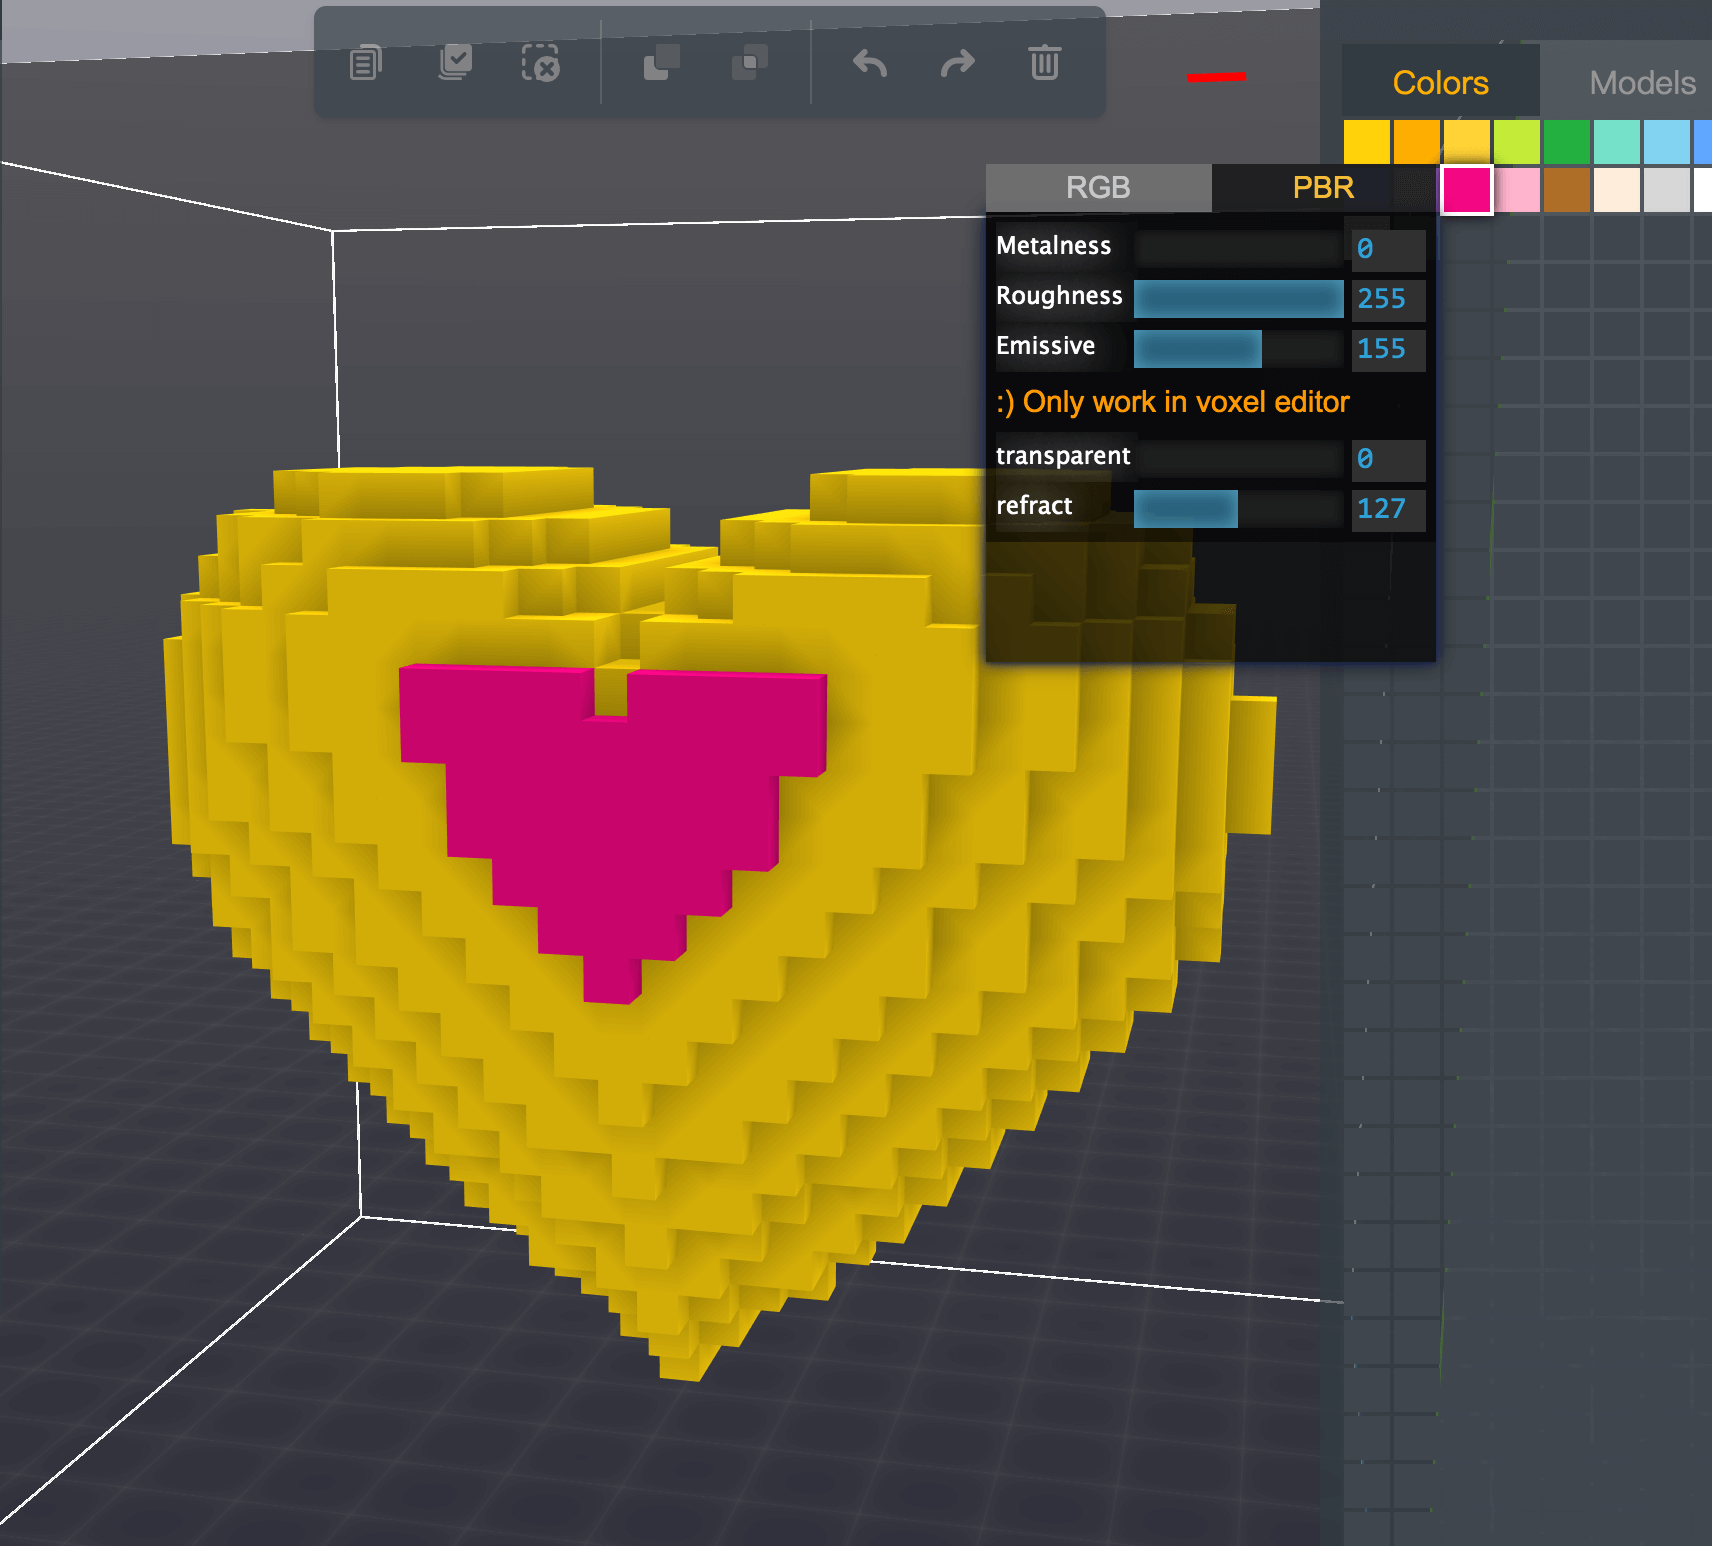 Colors Models
RGB PBR
Metalness 0
Roughness 255
Emissive 155
:) Only work in voxel editor
transparent 0
refract 127